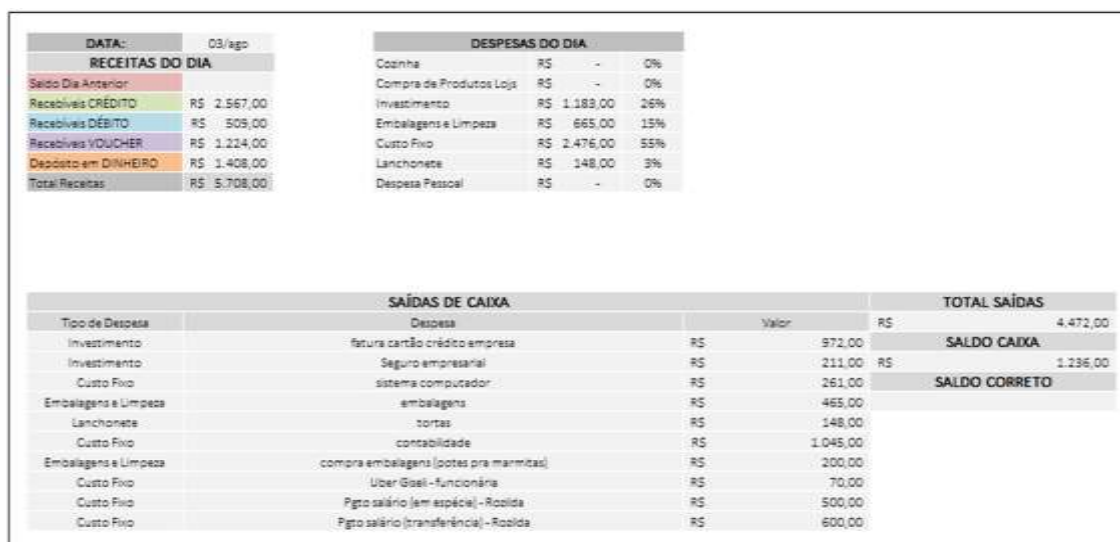 DATA: 03/ago
RECEITAS DO DIA
Saldo Dia Anterior
Recebíveis CRÉDITO R$ 2.567,00
Recebíveis DÉBITO R$ 509,00
Recebíveis VOUCHER R$ 1.224,00
Depósito em DINHEIRO R$ 1.408,00
Total Receitas R$ 5.708,00
DESPESAS DO DIA
Cozinha R$ - 0%
Compra de Produtos Lojs R$ - 0%
Investimento R$ 1.183,00 26%
Embalagens e Limpeza R$ 665,00 15%
Custo Fixo R$ 2.476,00 55%
Lanchonete R$ 148,00 3%
Despesa Pessoal R$ - 0%
SAÍDAS DE CAIXA
Tipo de Despesa Despesa Valor
Investimento fatura cartão crédito empresa R$ 972,00
Investimento Seguro empresarial R$ 211,00
Custo Fixo sistema computador R$ 261,00
Embalagens e Limpeza embalagens R$ 465,00
Lanchonete tortas R$ 148,00
Custo Fixo contabilidade R$ 1.045,00
Embalagens e Limpeza compra embalagens (potes pra marmitas) R$ 200,00
Custo Fixo Uber Giseli - funcionária R$ 70,00
Custo Fixo Pgto salário (em espécie) - Rozilda R$ 500,00
Custo Fixo Pgto salário (transferência) - Rozilda R$ 600,00
TOTAL SAÍDAS
R$ 4.472,00
SALDO CAIXA
R$ 1.236,00
SALDO CORRETO